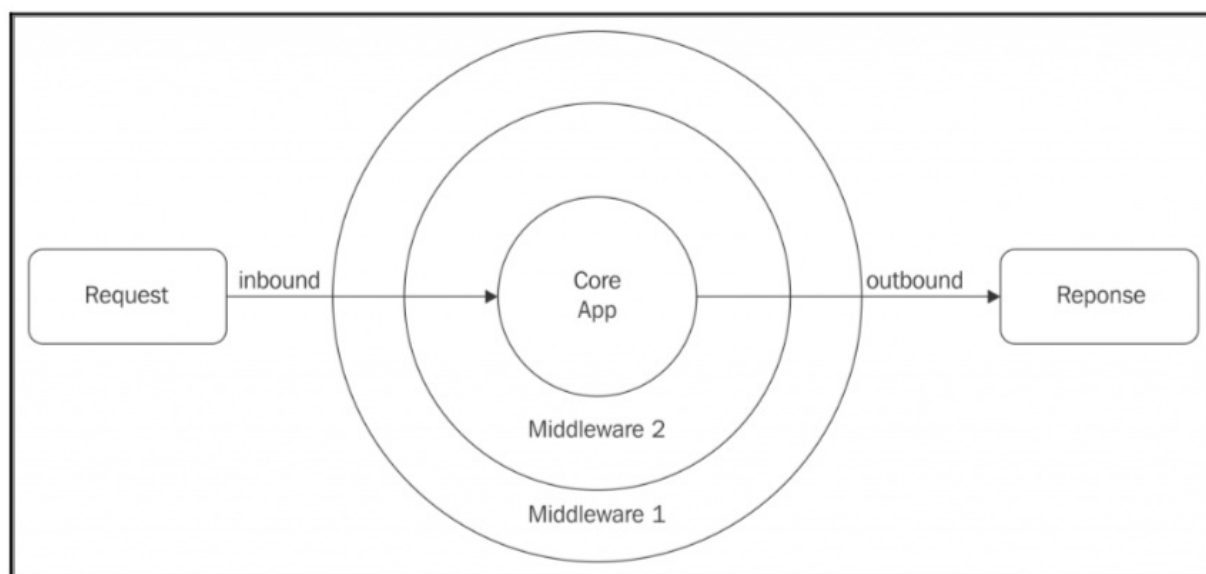 Request
inbound
Core
App
outbound
Reponse
Middleware 2
Middleware 1